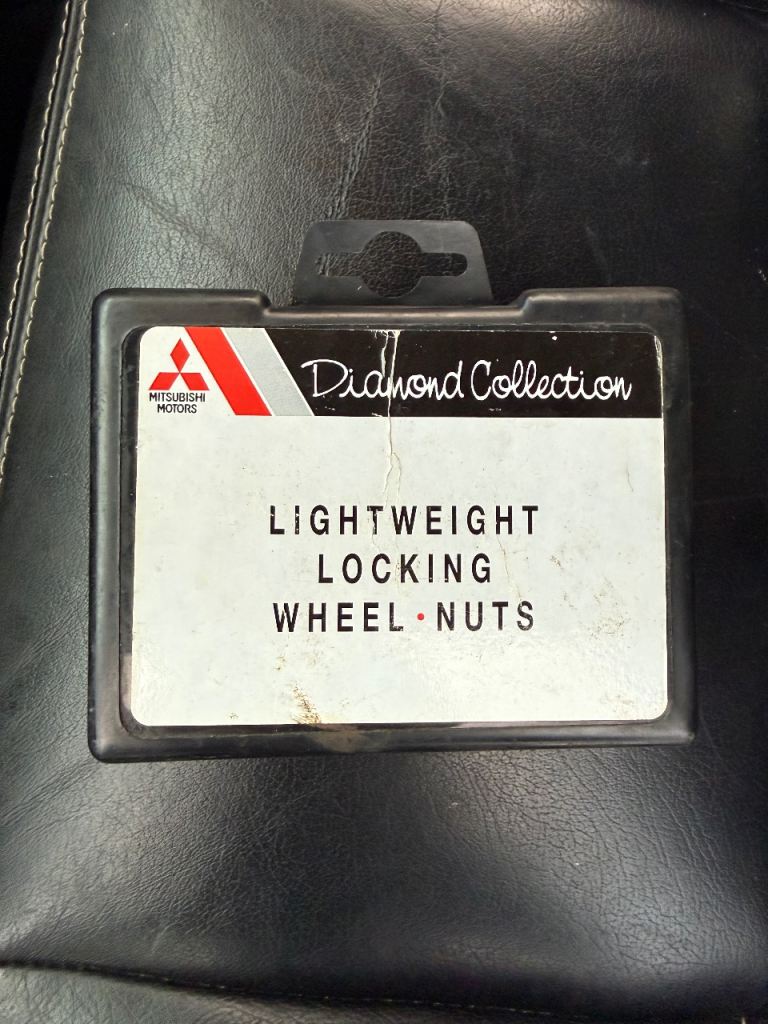 MITSUBISHI
MOTORS
Diamond Collection
LIGHTWEIGHT
LOCKING
WHEEL•NUTS